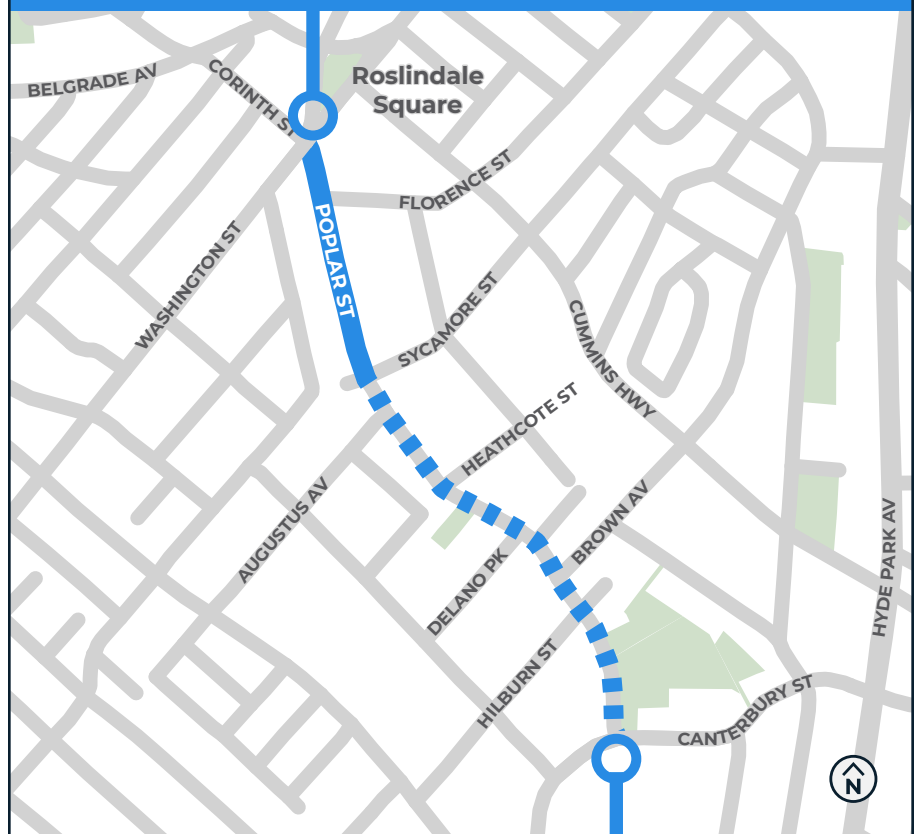 BELGRADE AV
CORINTH ST
Roslindale
Square
FLORENCE ST
POPLAR ST
WASHINGTON ST
SYCAMORE ST
CUMMINS HWY
HEATHCOTE ST
AUGUSTUS AV
BROWN AV
DELANO PK
HYDE PARK AV
HILBURN ST
CANTERBURY ST
N